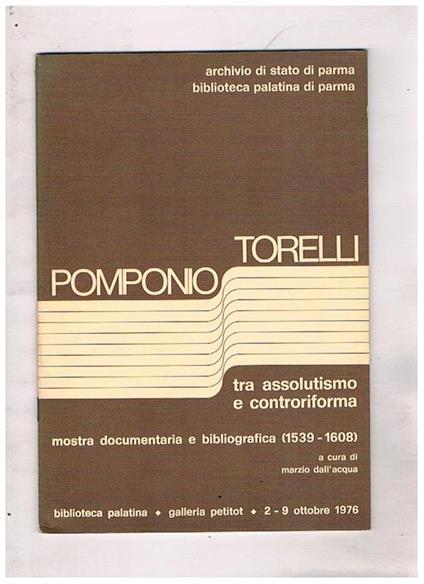 archivio di stato di parma
biblioteca palatina di parma
TORELLI
POMPONIO
tra assolutismo
e controriforma
mostra documentaria e bibliografica (1539-1608)
a cura di
marzio dall'acqua
biblioteca palatina ◆ galleria petitot ◆ 2-9 ottobre 1976